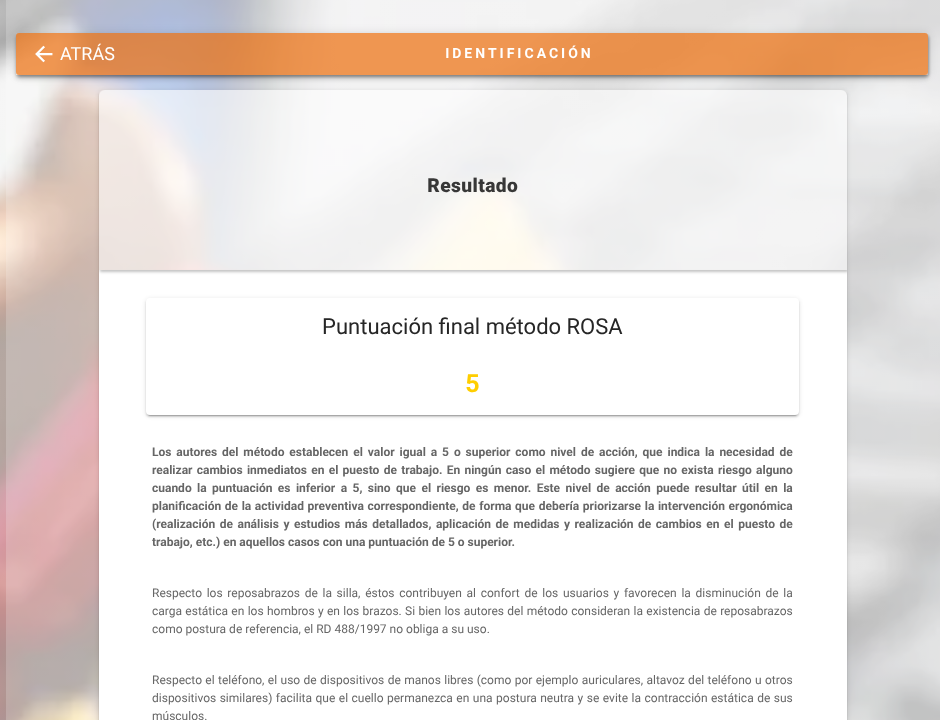 ATRÁS
IDENTIFICACIÓN
Resultado
Puntuación final método ROSA
5
Los autores del método establecen el valor igual a 5 o superior como nivel de acción, que indica la necesidad de
realizar cambios inmediatos en el puesto de trabajo. En ningún caso el método sugiere que no exista riesgo alguno
cuando la puntuación es inferior a 5, sino que el riesgo es menor. Este nivel de acción puede resultar útil en la
planificación de la actividad preventiva correspondiente, de forma que debería priorizarse la intervención ergonómica
(realización de análisis y estudios más detallados, aplicación de medidas y realización de cambios en el puesto de
trabajo, etc.) en aquellos casos con una puntuación de 5 o superior.
Respecto los reposabrazos de la silla, éstos contribuyen al confort de los usuarios y favorecen la disminución de la
carga estática en los hombros y en los brazos. Si bien los autores del método consideran la existencia de reposabrazos
como postura de referencia, el RD 488/1997 no obliga a su uso.
Respecto el teléfono, el uso de dispositivos de manos libres (como por ejemplo auriculares, altavoz del teléfono u otros
dispositivos similares) facilita que el cuello permanezca en una postura neutra y se evite la contracción estática de sus
músculos.